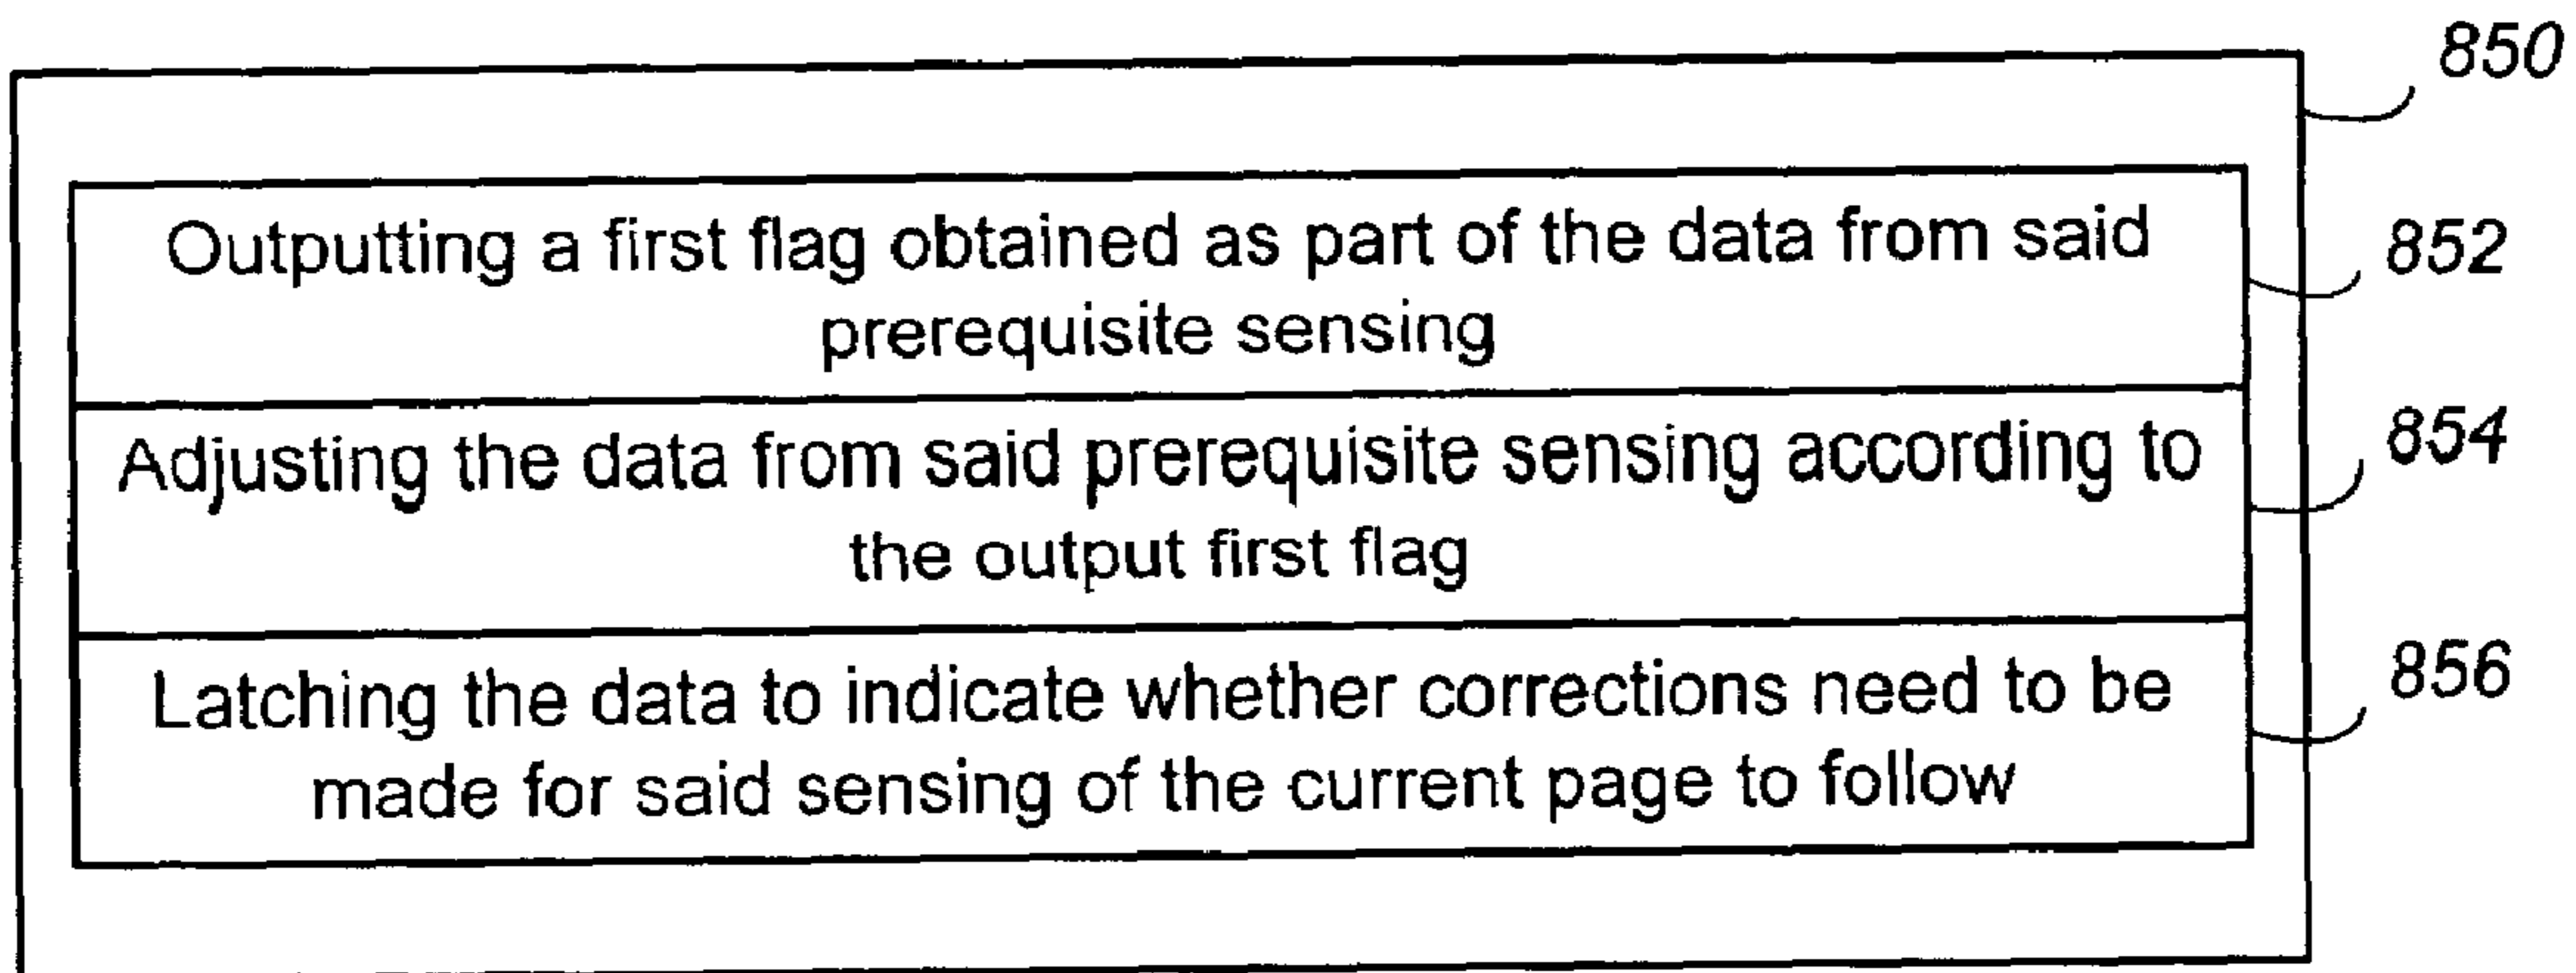 850
Outputting a first flag obtained as part of the data from said
prerequisite sensing
852
Adjusting the data from said prerequisite sensing according to
the output first flag
854
Latching the data to indicate whether corrections need to be
made for said sensing of the current page to follow
856